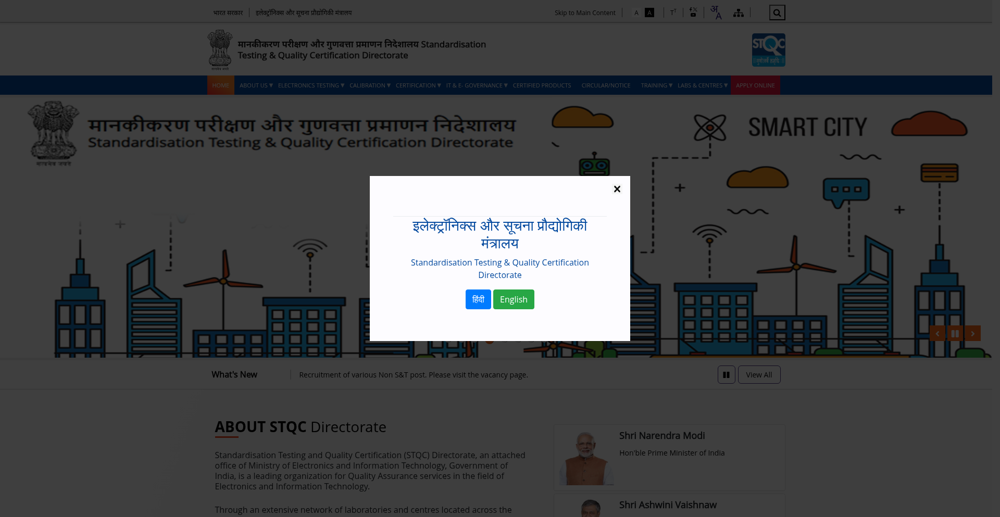 भारत सरकार
इलेक्ट्रॉनिक्स और सूचना प्रौद्योगिकी मंत्रालय
Skip to Main Content
A
A
TT
अ A
मानकीकरण परीक्षण और गुणवत्ता प्रमाणन निदेशालय Standardisation
Testing & Quality Certification Directorate
STQC
HOME ABOUT US ELECTRONICS TESTING CALIBRATION CERTIFICATION IT & E- GOVERNANCE CERTIFIED PRODUCTS CIRCULAR/NOTICE TRAINING LABS & CENTRES APPLY ONLINE
मानकीकरण परीक्षण और गुणवत्ता प्रमाणन निदेशालय
Standardisation Testing & Quality Certification Directorate
सत्यमेव जयते
SMART CITY
इलेक्ट्रॉनिक्स और सूचना प्रौद्योगिकी
मंत्रालय
Standardisation Testing & Quality Certification
Directorate
हिंदी
English
What's New
Recruitment of various Non S&T post. Please visit the vacancy page.
View All
ABOUT STQC Directorate
Standardisation Testing and Quality Certification (STQC) Directorate, an attached
office of Ministry of Electronics and Information Technology, Government of
India, is a leading organization for Quality Assurance services in the field of
Electronics and Information Technology.
Through an extensive network of laboratories and centres located across the
Shri Narendra Modi
Hon'ble Prime Minister of India
Shri Ashwini Vaishnaw